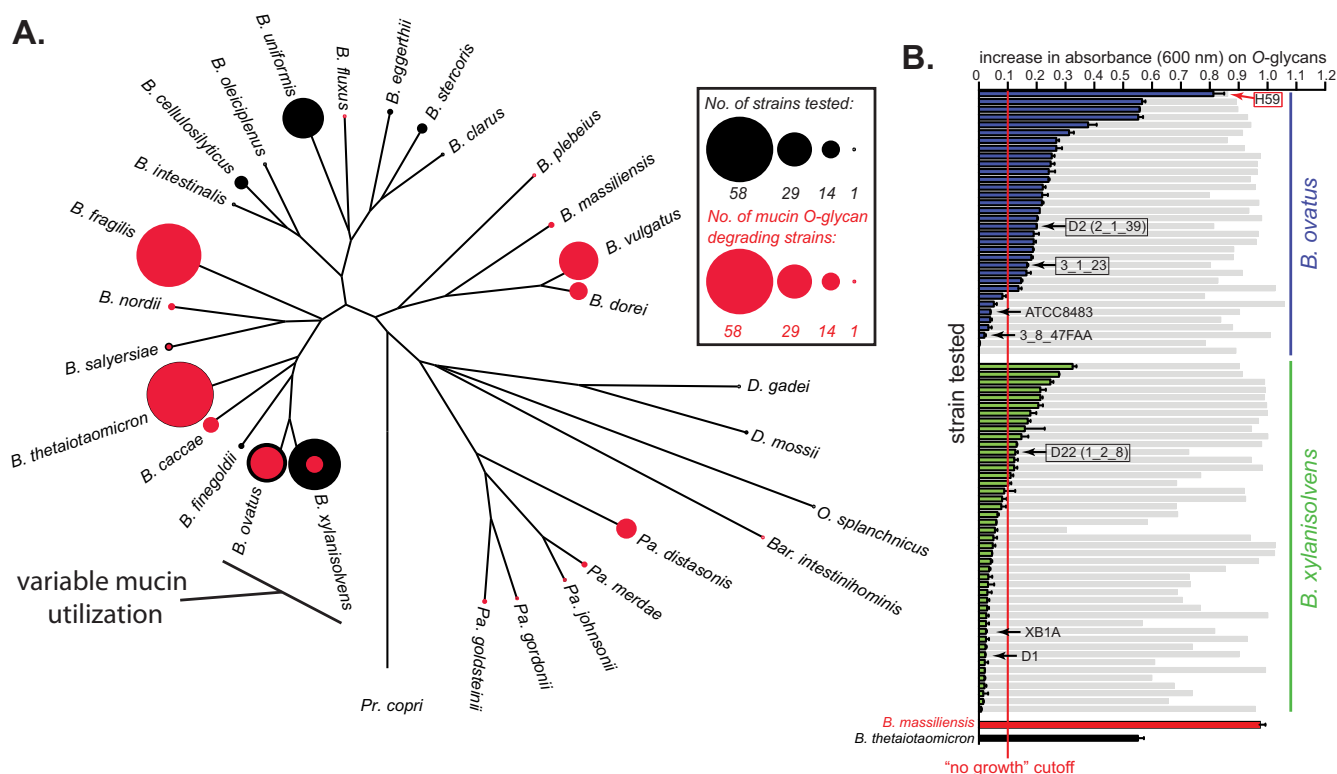 A.
B. fluxus
B. eggerthii
B. stercoris
B. clarus
B. uniformis
B. oleiciplenus
B. cellulosilyticus
B. intestinalis
B. fragilis
B. nordii
B. salyersiae
B. thetaiotaomicron
B. caccae
B. finegoldii
B. ovatus
B. xylanisolvens
variable mucin
utilization
Pr. copri
B. plebeius
B. massiliensis
B. vulgatus
B. dorei
D. gadei
D. mossii
O. splanchnicus
Bar. intestinihominis
Pa. distasonis
Pa. merdae
Pa. johnsonii
Pa. gordonii
Pa. goldsteinii
No. of strains tested:
58 29 14 1
No. of mucin O-glycan
degrading strains:
58 29 14 1
B.
increase in absorbance (600 nm) on O-glycans
0 0.1 0.2 0.3 0.4 0.5 0.6 0.7 0.8 0.9 1.0 1.1 1.2
H59
D2 (2_1_39)
3_1_23
ATCC8483
3_8_47FAA
B. ovatus
strain tested
D22 (1_2_8)
XB1A
D1
B. xylanisolvens
B. massiliensis
B. thetaiotaomicron
“no growth” cutoff